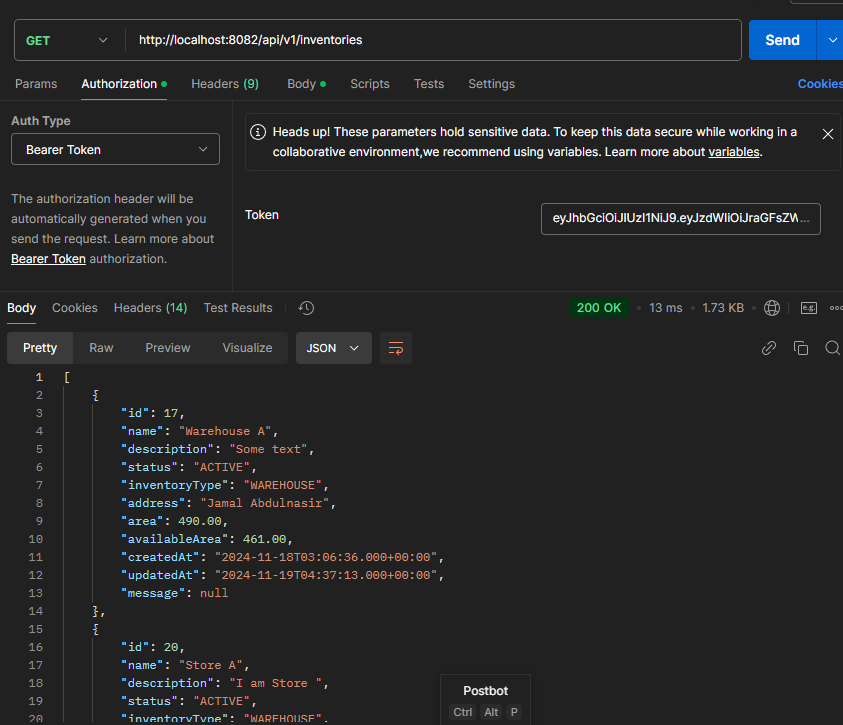 GET http://localhost:8082/api/v1/inventories Send
Params Authorization Headers (9) Body Scripts Tests Settings Cookies
Auth Type
Bearer Token
The authorization header will be
automatically generated when you
send the request. Learn more about
Bearer Token authorization.
Heads up! These parameters hold sensitive data. To keep this data secure while working in a
collaborative environment,we recommend using variables. Learn more about variables.
Token eyJhbGciOiJIUzI1NiJ9.eyJzdWIiOiJraGFsZW...
Body Cookies Headers (14) Test Results 200 OK 13 ms 1.73 KB e.g.
Pretty Raw Preview Visualize JSON
1 [
2 {
3 "id": 17,
4 "name": "Warehouse A",
5 "description": "Some text",
6 "status": "ACTIVE",
7 "inventoryType": "WAREHOUSE",
8 "address": "Jamal Abdulnasir",
9 "area": 490.00,
10 "availableArea": 461.00,
11 "createdAt": "2024-11-18T03:06:36.000+00:00",
12 "updatedAt": "2024-11-19T04:37:13.000+00:00",
13 "message": null
14 },
15 {
16 "id": 20,
17 "name": "Store A",
18 "description": "I am Store ",
19 "status": "ACTIVE",
20 "inventoryType": "WAREHOUSE",
Postbot
Ctrl Alt P